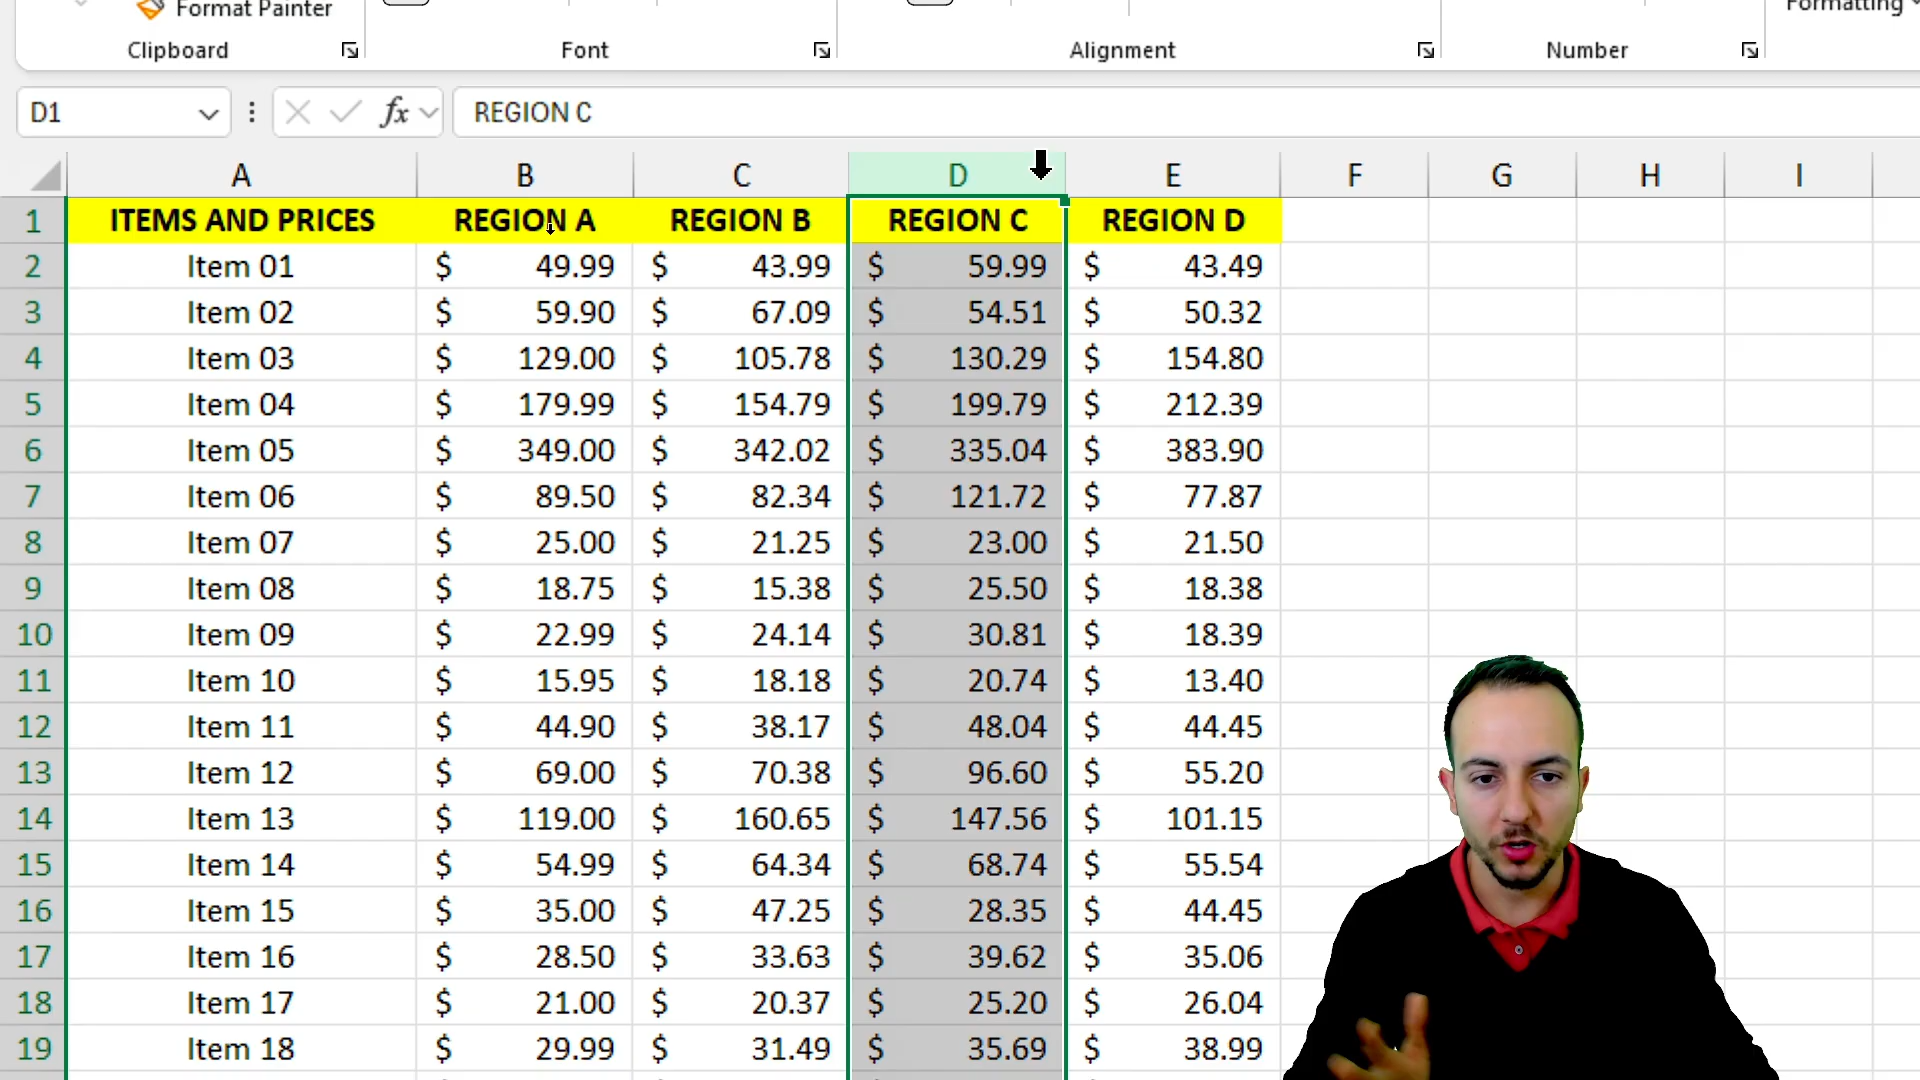 Format Painter
Formatting
Clipboard Font Alignment Number
D1 fx REGION C
A B C D E F G H I
1 ITEMS AND PRICES REGION A REGION B REGION C REGION D
2 Item 01 $ 49.99 $ 43.99 $ 59.99 $ 43.49
3 Item 02 $ 59.90 $ 67.09 $ 54.51 $ 50.32
4 Item 03 $ 129.00 $ 105.78 $ 130.29 $ 154.80
5 Item 04 $ 179.99 $ 154.79 $ 199.79 $ 212.39
6 Item 05 $ 349.00 $ 342.02 $ 335.04 $ 383.90
7 Item 06 $ 89.50 $ 82.34 $ 121.72 $ 77.87
8 Item 07 $ 25.00 $ 21.25 $ 23.00 $ 21.50
9 Item 08 $ 18.75 $ 15.38 $ 25.50 $ 18.38
10 Item 09 $ 22.99 $ 24.14 $ 30.81 $ 18.39
11 Item 10 $ 15.95 $ 18.18 $ 20.74 $ 13.40
12 Item 11 $ 44.90 $ 38.17 $ 48.04 $ 44.45
13 Item 12 $ 69.00 $ 70.38 $ 96.60 $ 55.20
14 Item 13 $ 119.00 $ 160.65 $ 147.56 $ 101.15
15 Item 14 $ 54.99 $ 64.34 $ 68.74 $ 55.54
16 Item 15 $ 35.00 $ 47.25 $ 28.35 $ 44.45
17 Item 16 $ 28.50 $ 33.63 $ 39.62 $ 35.06
18 Item 17 $ 21.00 $ 20.37 $ 25.20 $ 26.04
19 Item 18 $ 29.99 $ 31.49 $ 35.69 $ 38.99